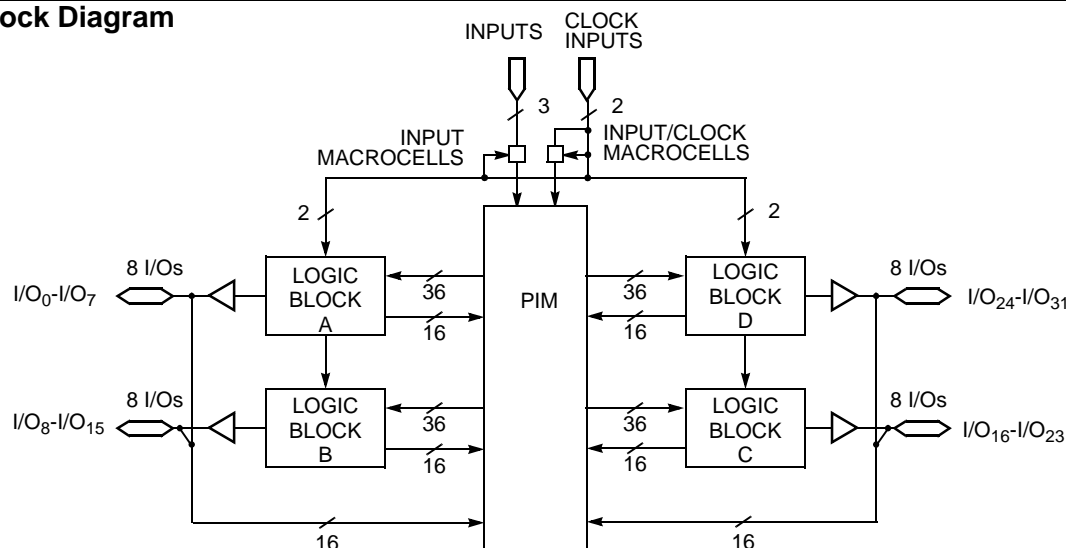 ock Diagram
INPUTS
CLOCK
INPUTS
3
2
INPUT
MACROCELLS
INPUT/CLOCK
MACROCELLS
2
2
8 I/Os
I/O0-I/O7
LOGIC
BLOCK
A
36
16
PIM
36
16
LOGIC
BLOCK
D
8 I/Os
I/O24-I/O31
8 I/Os
I/O8-I/O15
LOGIC
BLOCK
B
36
16
36
16
LOGIC
BLOCK
C
8 I/Os
I/O16-I/O23
16
16